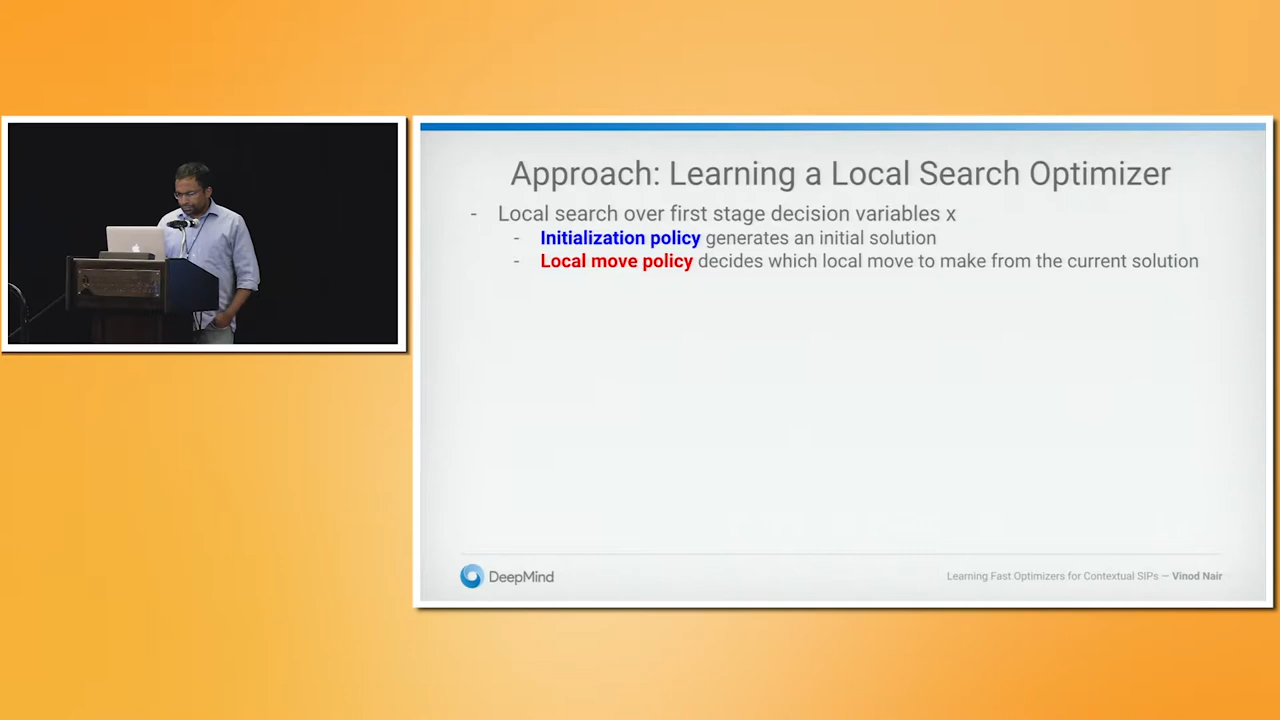 Approach: Learning a Local Search Optimizer
- Local search over first stage decision variables x
- Initialization policy generates an initial solution
- Local move policy decides which local move to make from the current solution
DeepMind
Learning Fast Optimizers for Contextual SIPs — Vinod Nair